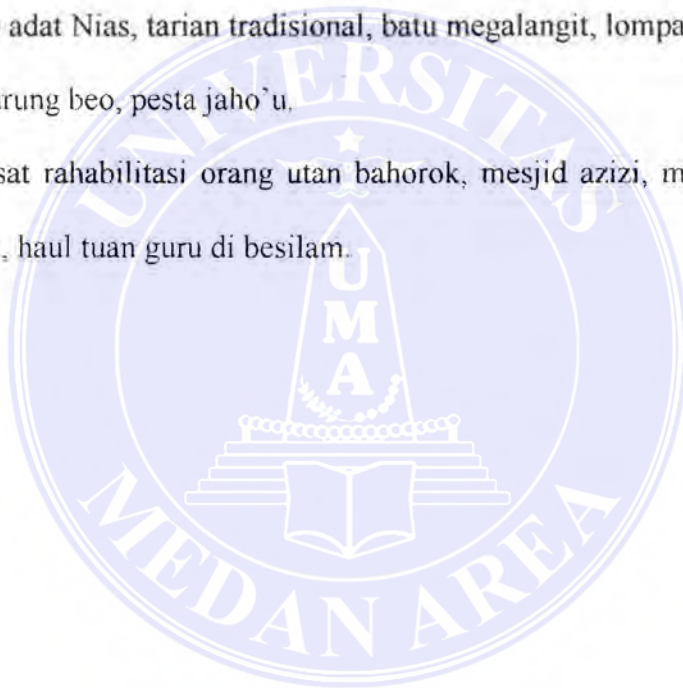 adat Nias, tarian tradisional, batu megalangit, lompa
urung beo, pesta jaho`u.
sat rahabilitasi orang utan bahorok, mesjid azizi, m
, haul tuan guru di besilam.
UNIVERSITAS
UMA
MEDAN AREA